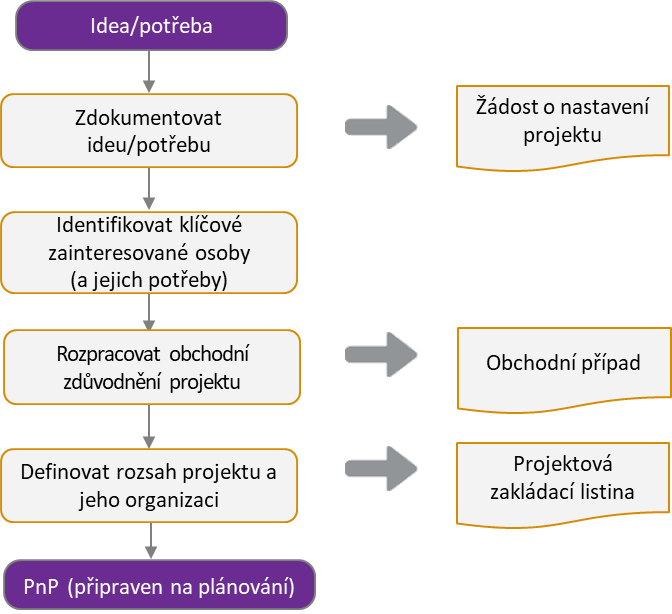 Idea/potřeba
Zdokumentovat
ideu/potřebu
Žádost o nastavení
projektu
Identifikovat klíčové
zainteresované osoby
(a jejich potřeby)
Rozpracovat obchodní
zdůvodnění projektu
Obchodní případ
Definovat rozsah projektu a
jeho organizaci
Projektová
zakládací listina
PnP (připraven na plánování)